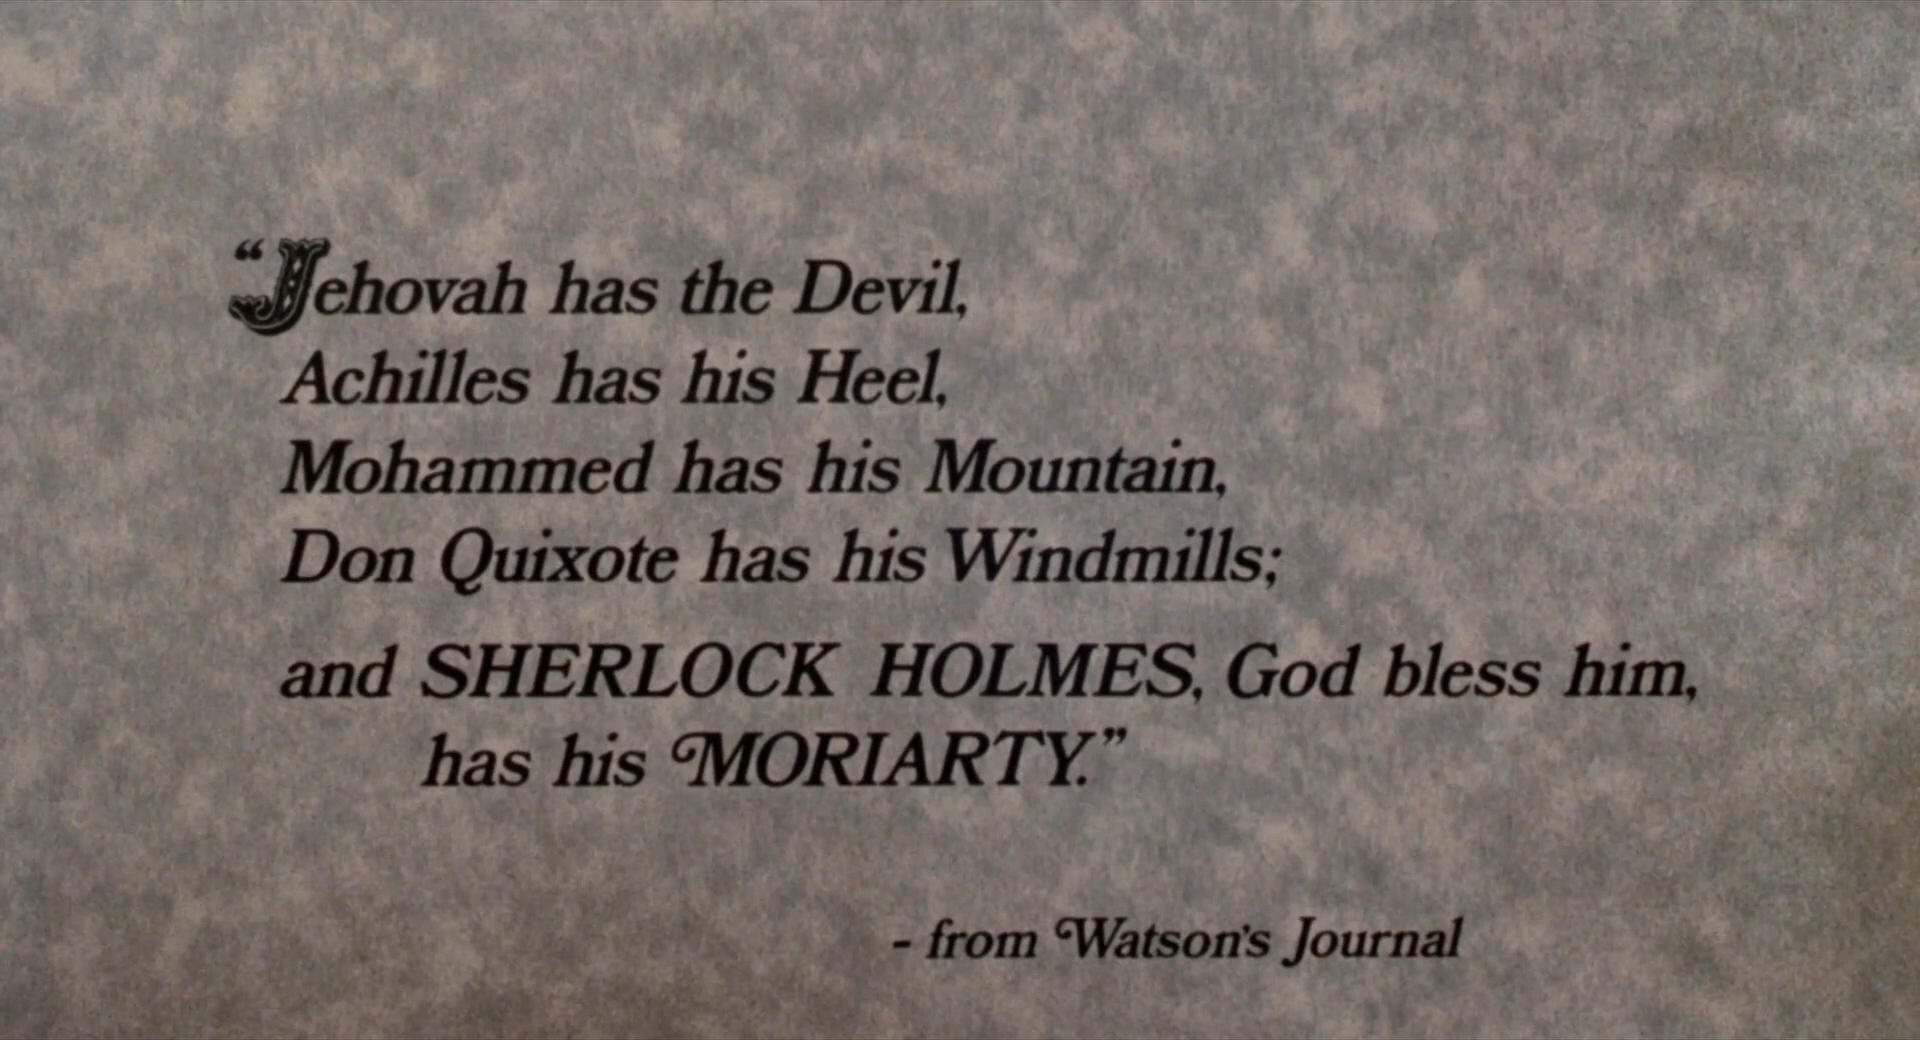 “Jehovah has the Devil,
Achilles has his Heel,
Mohammed has his Mountain,
Don Quixote has his Windmills;
and SHERLOCK HOLMES, God bless him,
has his MORIARTY.”
- from Watson's Journal